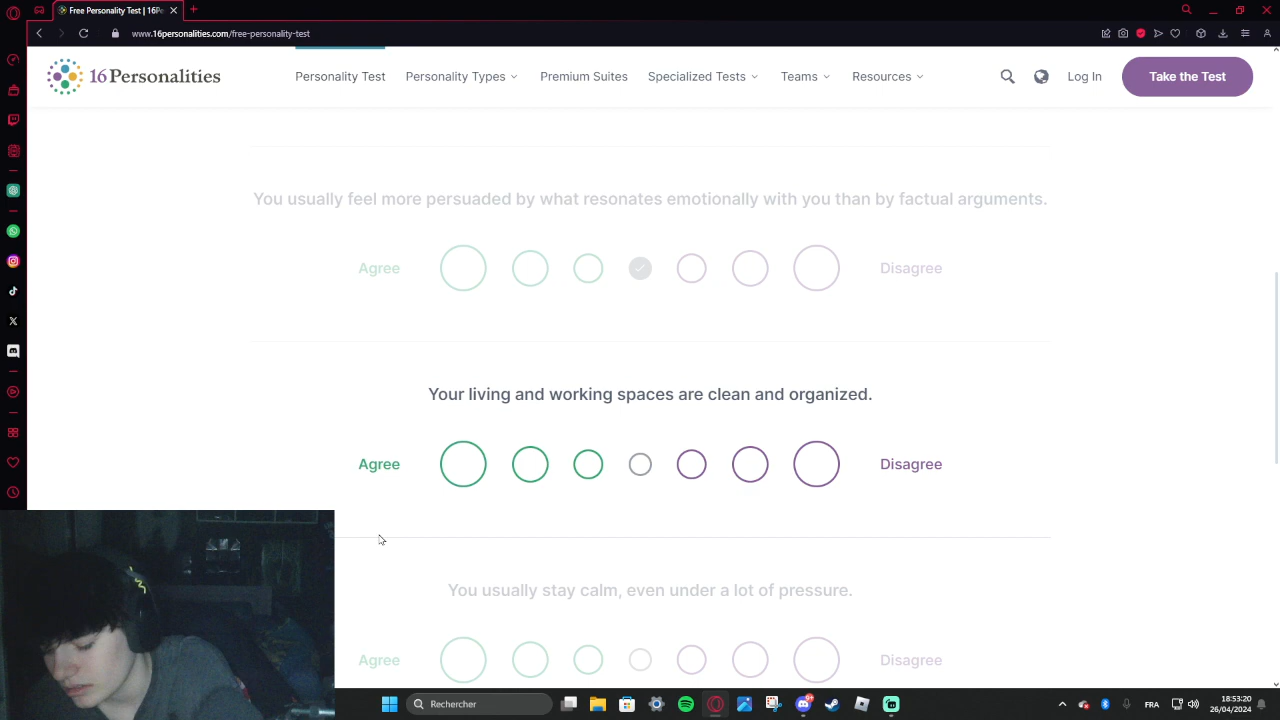 Free Personality Test | 16Pe
www.16personalities.com/free-personality-test
16Personalities
Personality Test
Personality Types
Premium Suites
Specialized Tests
Teams
Resources
Log In
Take the Test
You usually feel more persuaded by what resonates emotionally with you than by factual arguments.
Agree
Disagree
Your living and working spaces are clean and organized.
Agree
Disagree
You usually stay calm, even under a lot of pressure.
Agree
Disagree
Rechercher
FRA
18:53:20
26/04/2024